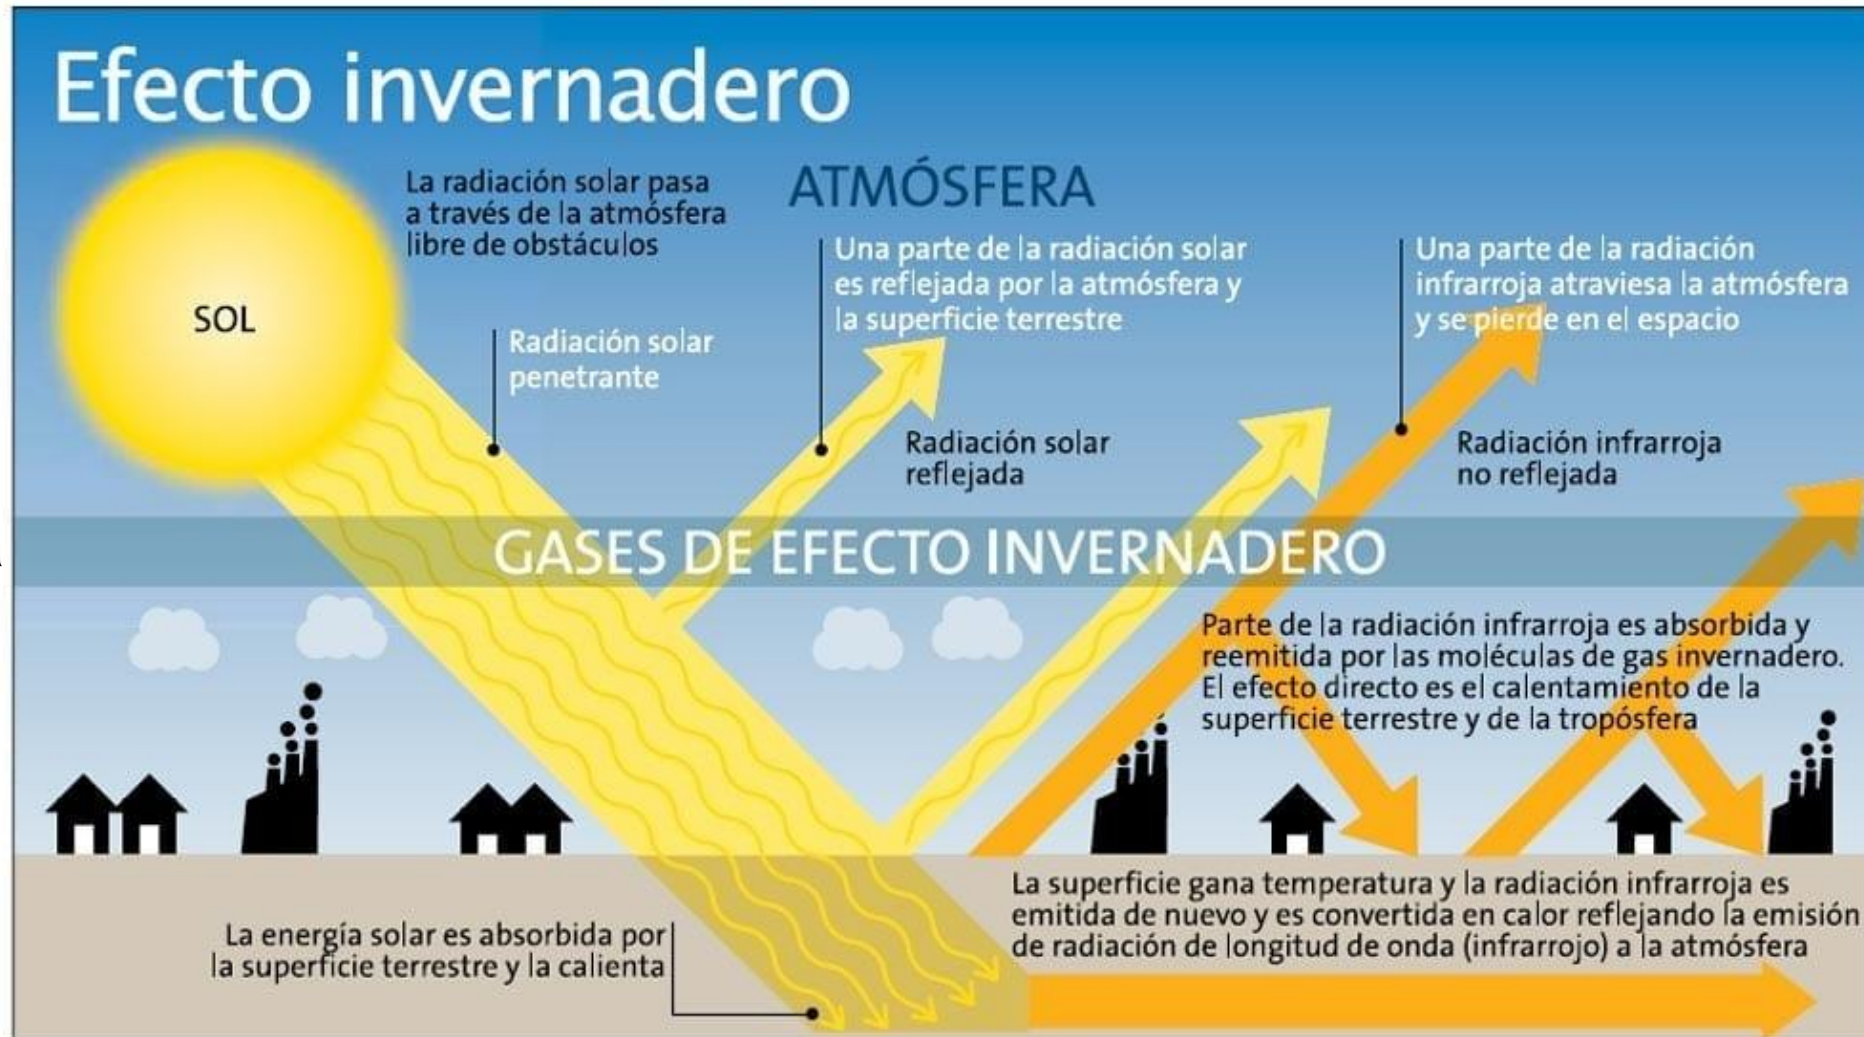 Efecto invernadero
SOL
La radiación solar pasa
a través de la atmósfera
libre de obstáculos
Radiación solar
penetrante
ATMÓSFERA
Una parte de la radiación solar
es reflejada por la atmósfera y
la superficie terrestre
Radiación solar
reflejada
Una parte de la radiación
infrarroja atraviesa la atmósfera
y se pierde en el espacio
Radiación infrarroja
no reflejada
GASES DE EFECTO INVERNADERO
Parte de la radiación infrarroja es absorbida y
reemitida por las moléculas de gas invernadero.
El efecto directo es el calentamiento de la
superficie terrestre y de la tropósfera
La energía solar es absorbida por
la superficie terrestre y la calienta
La superficie gana temperatura y la radiación infrarroja es
emitida de nuevo y es convertida en calor reflejando la emisión
de radiación de longitud de onda (infrarrojo) a la atmósfera